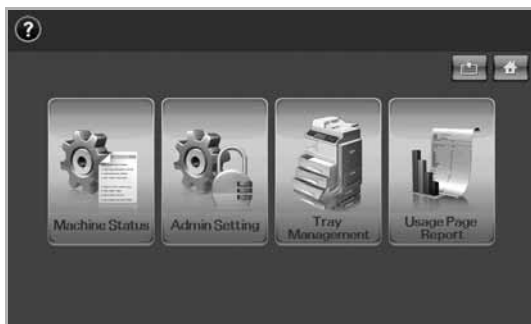 ?
Machine Status
Admin Setting
Tray
Management
Usage Page
Report